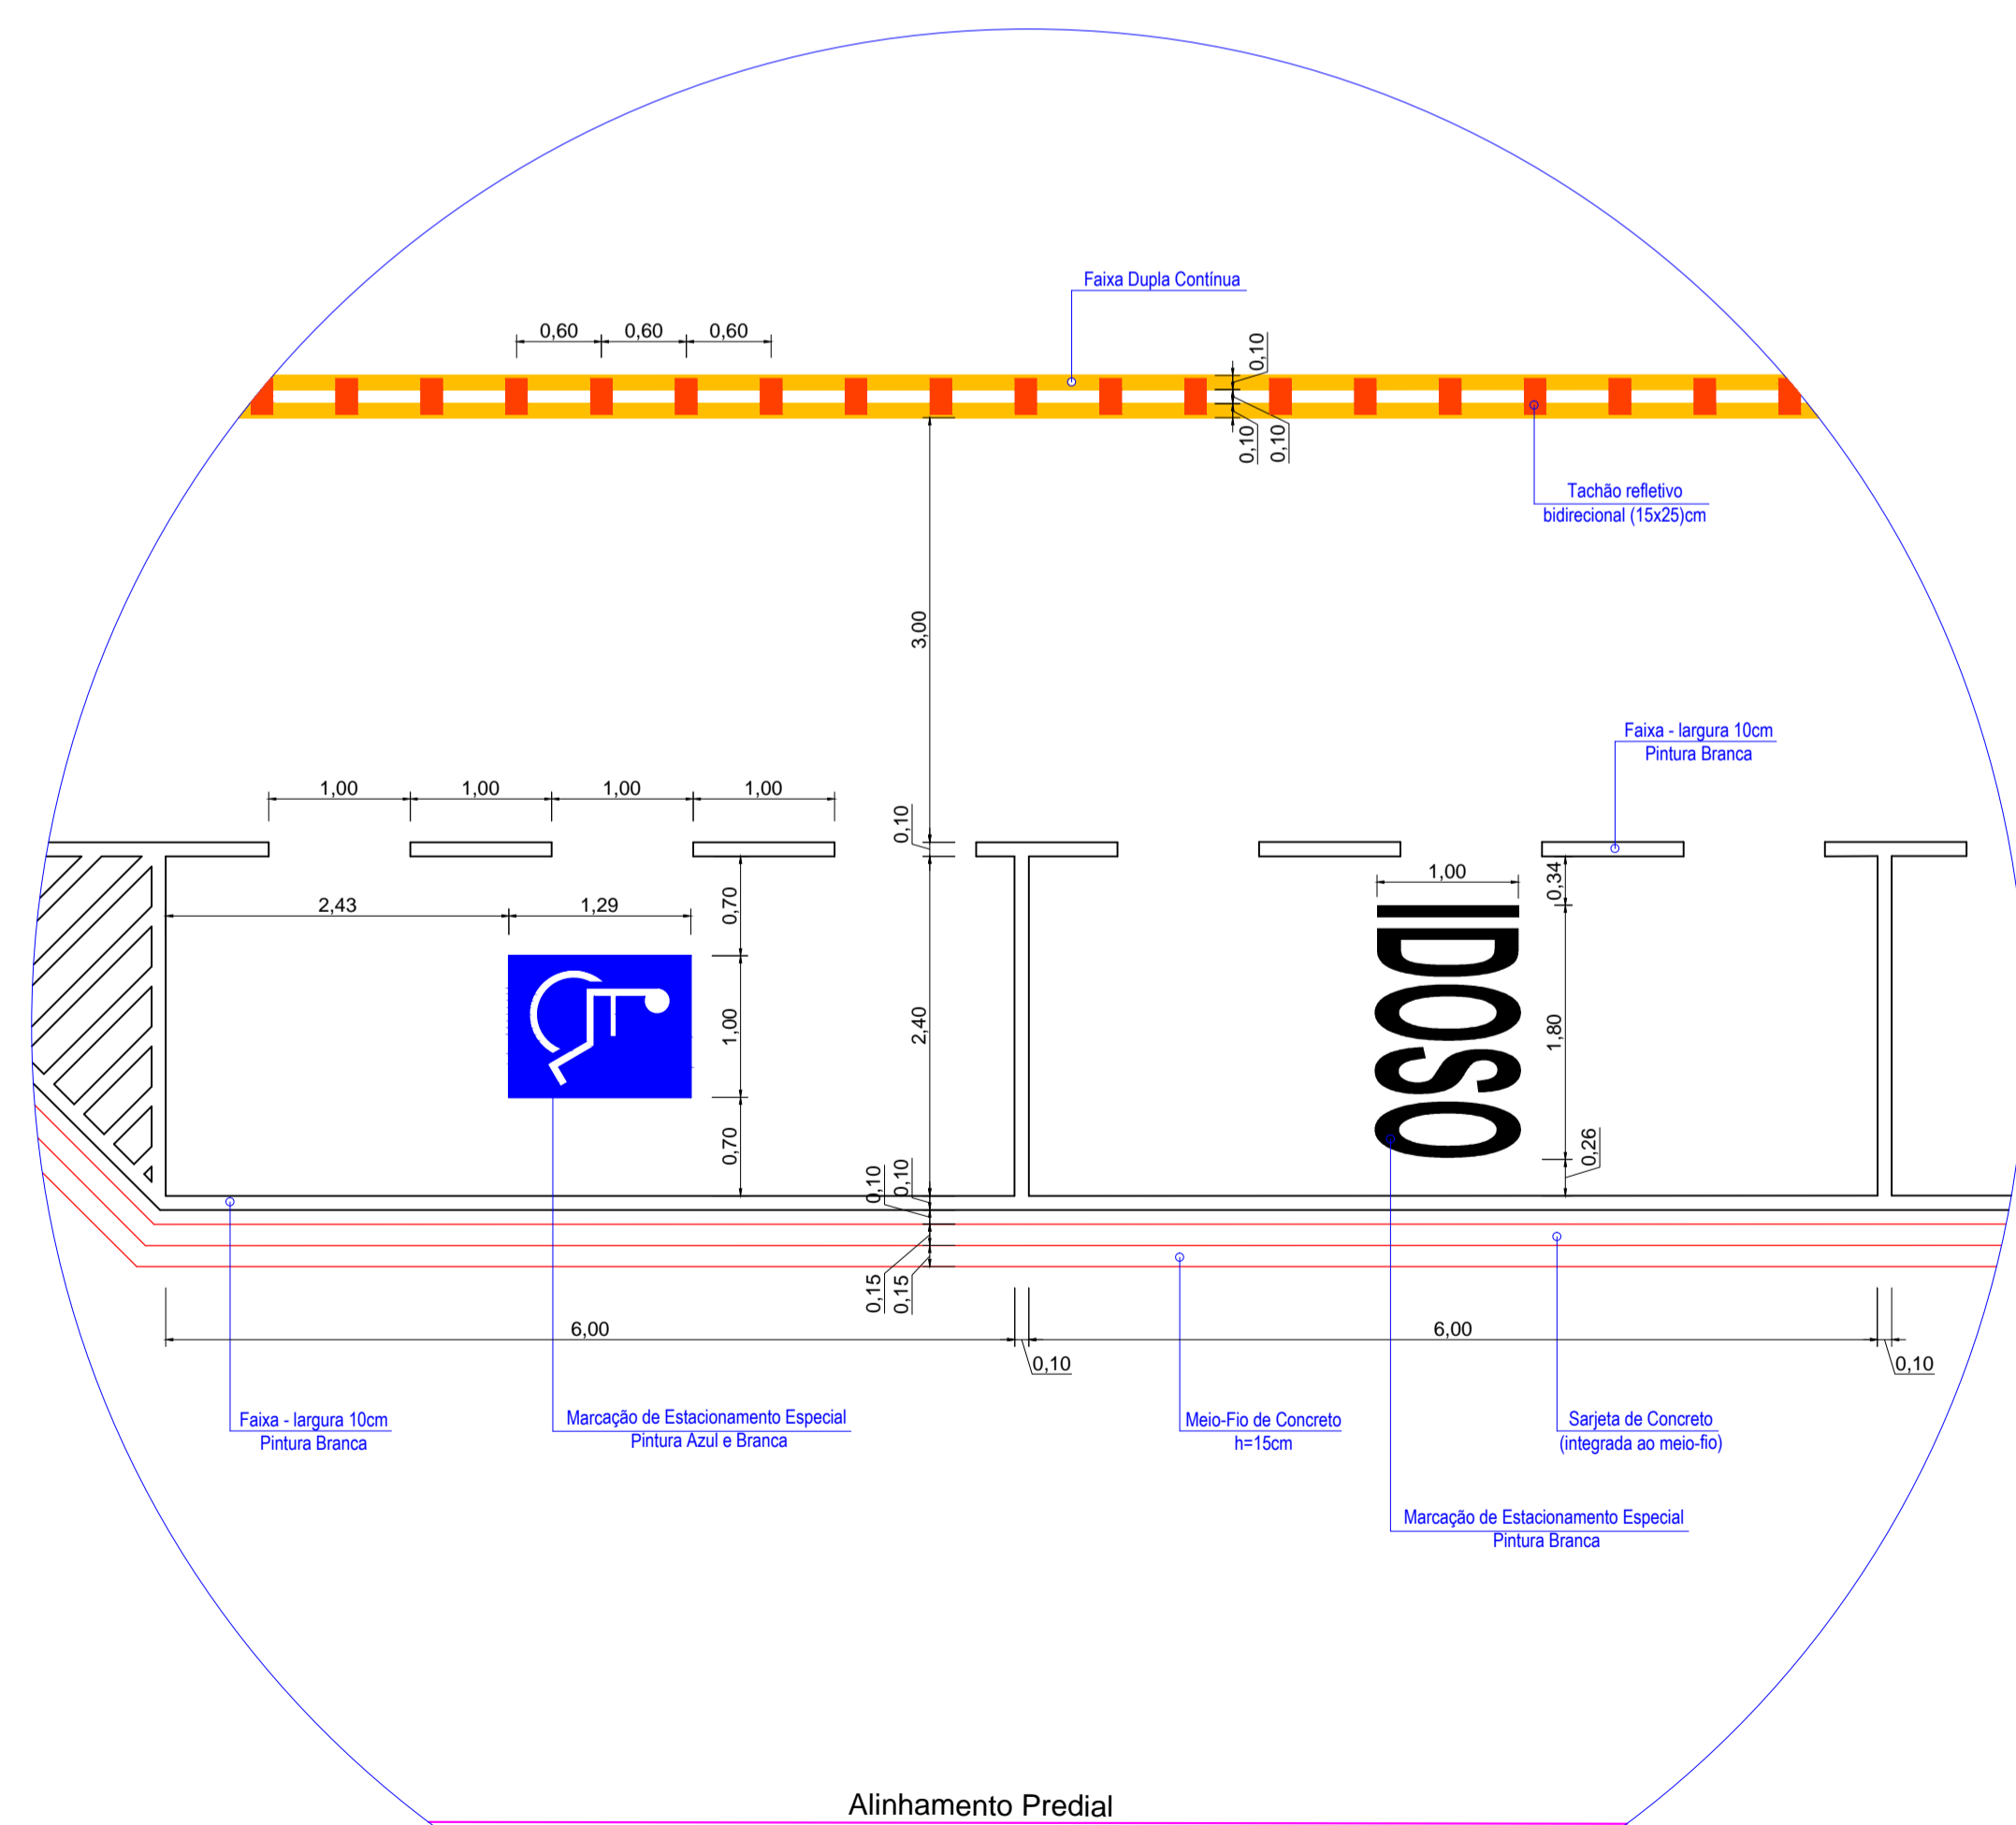 Faixa Dupla Contínua
0,60 0,60 0,60
0,10
0,10
0,10
Tachão refletivo
bidirecional (15x25)cm
3,00
Faixa - largura 10cm
Pintura Branca
1,00 1,00 1,00 1,00
0,10
0,34
1,00
2,43 1,29
0,70
IDOSO
1,00
2,40
1,80
0,70
0,10
0,10
0,26
0,15
0,15
6,00
6,00
0,10
0,10
Faixa - largura 10cm
Pintura Branca
Marcação de Estacionamento Especial
Pintura Azul e Branca
Meio-Fio de Concreto
h=15cm
Sarjeta de Concreto
(integrada ao meio-fio)
Marcação de Estacionamento Especial
Pintura Branca
Alinhamento Predial